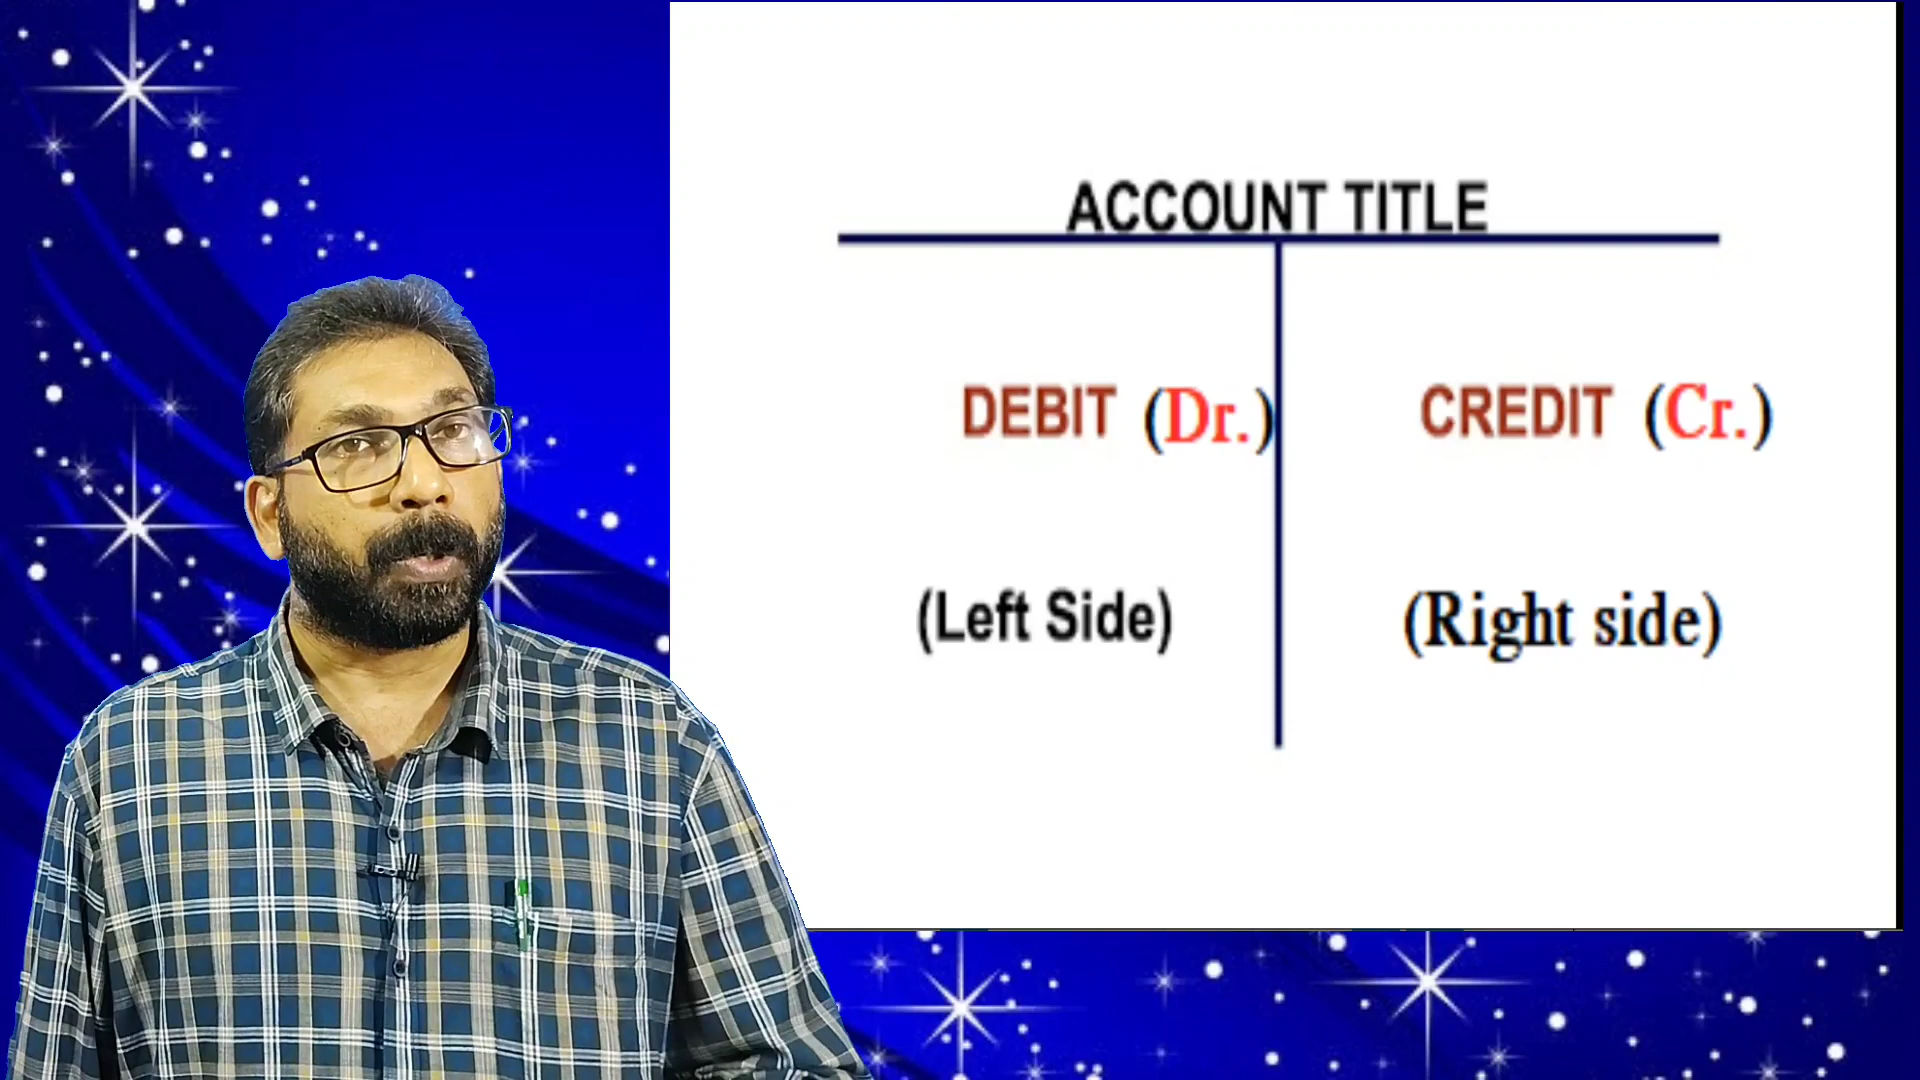 ACCOUNT TITLE
DEBIT (Dr.) CREDIT (Cr.)
(Left Side) (Right side)